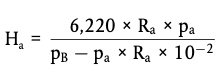 Hₐ = 6,220 × Rₐ × pₐ / p_B − pₐ × Rₐ × 10⁻²